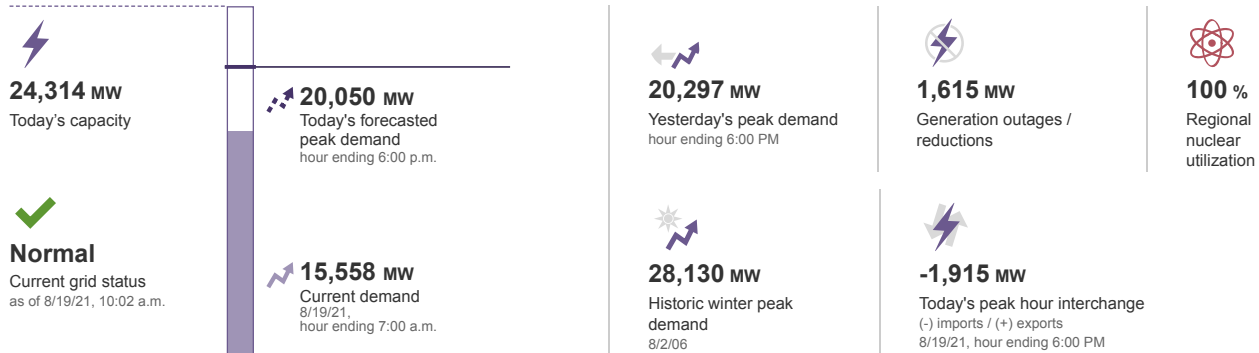 24,314 MW
Today's capacity
Normal
Current grid status
as of 8/19/21, 10:02 a.m.
20,050 MW
Today's forecasted
peak demand
hour ending 6:00 p.m.
15,558 MW
Current demand
8/19/21,
hour ending 7:00 a.m.
20,297 MW
Yesterday's peak demand
hour ending 6:00 PM
1,615 MW
Generation outages /
reductions
100 %
Regional
nuclear
utilization
28,130 MW
Historic winter peak
demand
8/2/06
-1,915 MW
Today's peak hour interchange
(-) imports / (+) exports
8/19/21, hour ending 6:00 PM